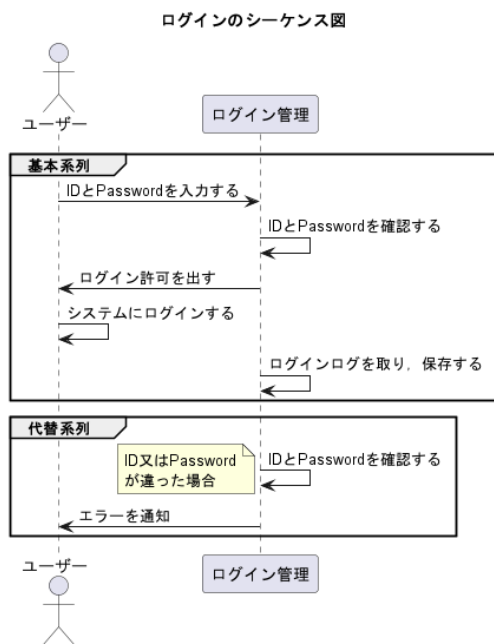 ログインのシーケンス図
ユーザー
ログイン管理
基本系列
IDとPasswordを入力する
IDとPasswordを確認する
ログイン許可を出す
システムにログインする
ログインログを取り，保存する
代替系列
ID又はPassword
が違った場合
IDとPasswordを確認する
エラーを通知
ユーザー
ログイン管理